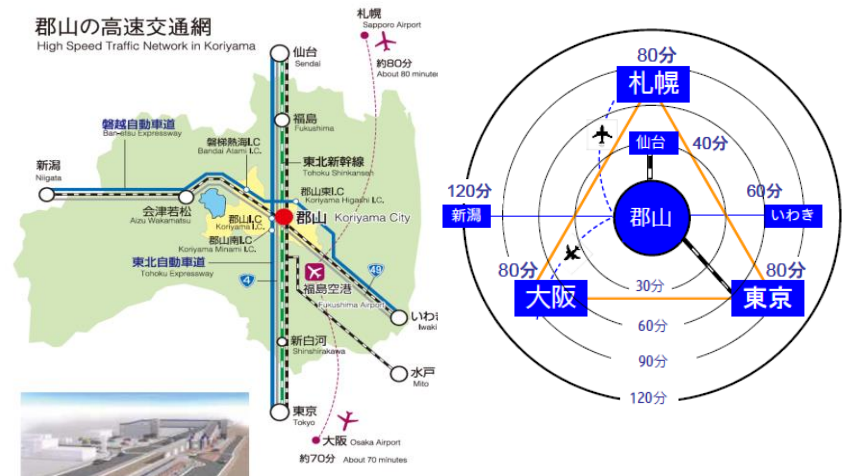 郡山の高速交通網
High Speed Traffic Network in Koriyama
札幌
Sapporo Airport
約80分
About 80 minutes
仙台
Sendai
福島
Fukushima
磐越自動車道
Ban-etsu Expressway
磐梯熱海I.C
Bandai Atami I.C.
東北新幹線
Tohoku Shinkansen
新潟
Niigata
会津若松
Aizu Wakamatsu
郡山東I.C
Koriyama Higashi I.C.
郡山I.C
Koriyama I.C.
郡山 Koriyama City
郡山南I.C
Koriyama Minami I.C.
東北自動車道
Tohoku Expressway
4
49
福島空港
Fukushima Airport
いわき
Iwaki
新白河
Shinshirakawa
水戸
Mito
東京
Tokyo
大阪 Osaka Airport
約70分 About 70 minutes
80分
札幌
仙台
40分
120分
新潟
郡山
60分
いわき
80分
大阪
80分
東京
30分
60分
90分
120分